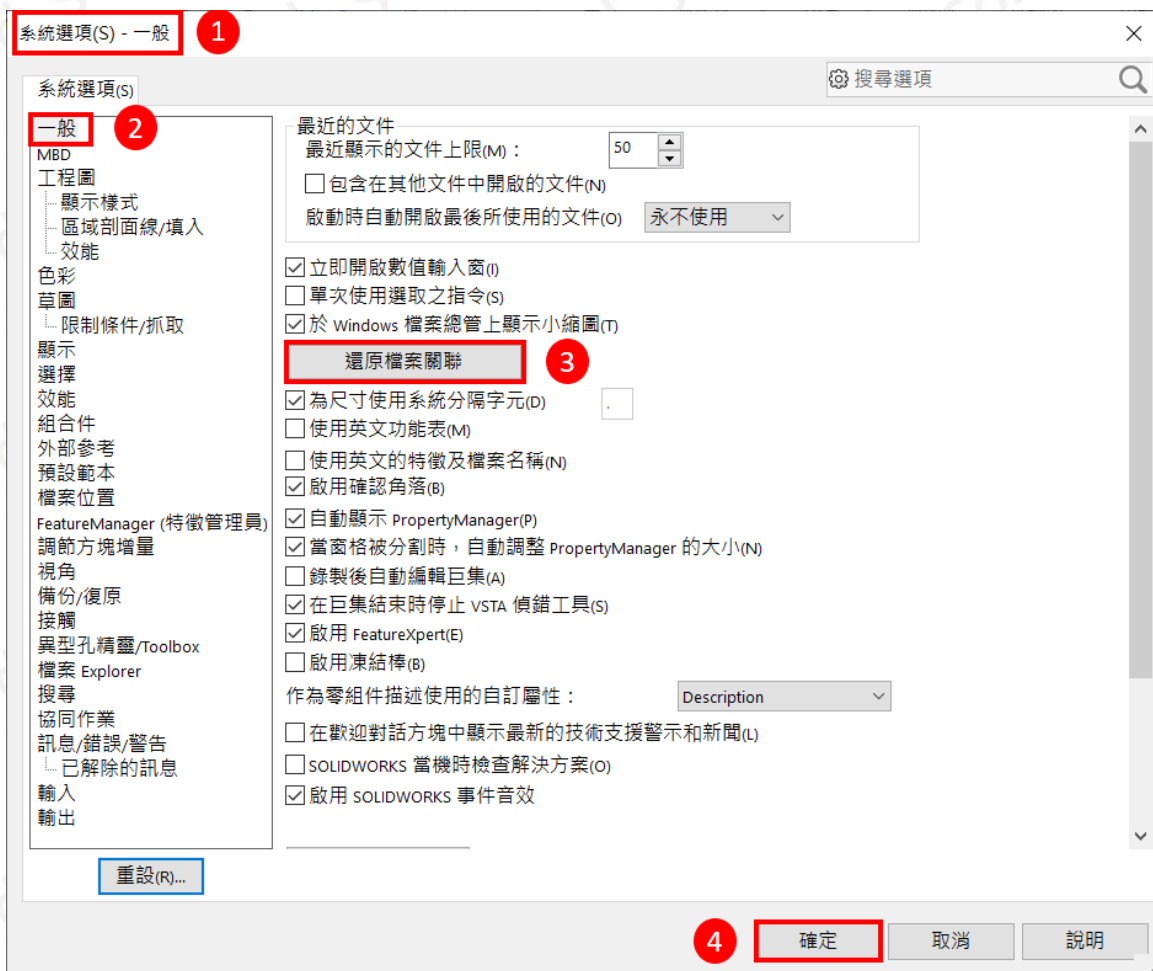 系統選項(S) - 一般
1
系統選項(S)
搜尋選項
一般
2
MBD
工程圖
顯示樣式
區域剖面線/填入
效能
色彩
草圖
限制條件/抓取
顯示
選擇
效能
組合件
外部參考
預設範本
檔案位置
FeatureManager (特徵管理員)
調節方塊增量
視角
備份/復原
接觸
異型孔精靈/Toolbox
檔案 Explorer
搜尋
協同作業
訊息/錯誤/警告
已解除的訊息
輸入
輸出
重設(R)...
最近的文件
最近顯示的文件上限(M)： 50
包含在其他文件中開啟的文件(N)
啟動時自動開啟最後所使用的文件(O) 永不使用
立即開啟數值輸入窗(I)
單次使用選取之指令(S)
於 Windows 檔案總管上顯示小縮圖(T)
還原檔案關聯
3
為尺寸使用系統分隔字元(D) .
使用英文功能表(M)
使用英文的特徵及檔案名稱(N)
啟用確認角落(B)
自動顯示 PropertyManager(P)
當窗格被分割時，自動調整 PropertyManager 的大小(N)
錄製後自動編輯巨集(A)
在巨集結束時停止 VSTA 偵錯工具(S)
啟用 FeatureXpert(E)
啟用凍結棒(B)
作為零組件描述使用的自訂屬性： Description
在歡迎對話方塊中顯示最新的技術支援警示和新聞(L)
SOLIDWORKS 當機時檢查解決方案(O)
啟用 SOLIDWORKS 事件音效
4
確定
取消
說明